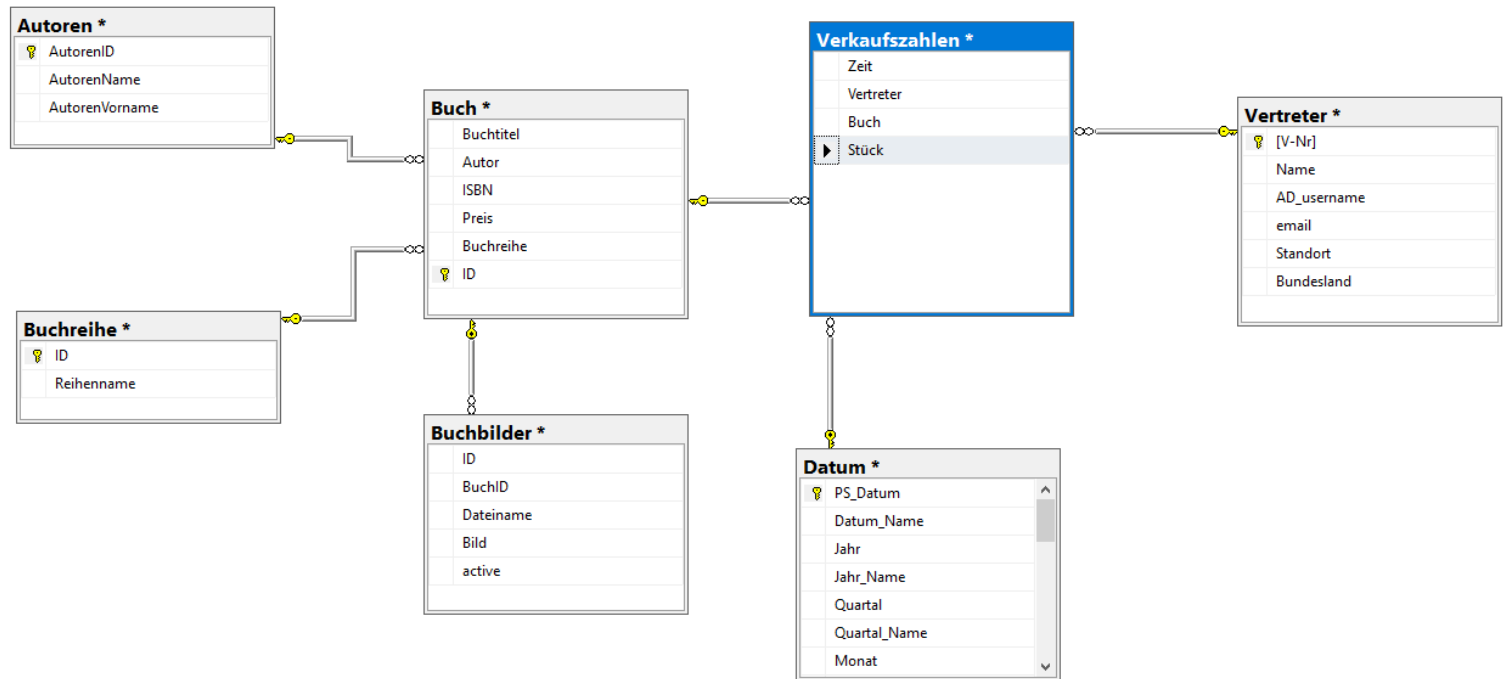 Autoren *
AutorenID
AutorenName
AutorenVorname
Buch *
Buchtitel
Autor
ISBN
Preis
Buchreihe
ID
Verkaufszahlen *
Zeit
Vertreter
Buch
Stück
Vertreter *
[V-Nr]
Name
AD_username
email
Standort
Bundesland
Buchreihe *
ID
Reihenname
Buchbilder *
ID
BuchID
Dateiname
Bild
active
Datum *
PS_Datum
Datum_Name
Jahr
Jahr_Name
Quartal
Quartal_Name
Monat